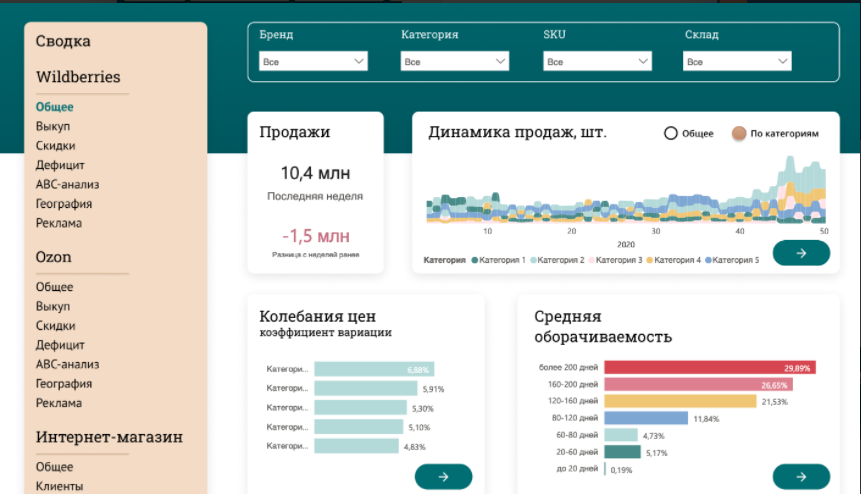 Сводка
Wildberries
Общее
Выкуп
Скидки
Дефицит
АВС-анализ
География
Реклама
Ozon
Общее
Выкуп
Скидки
Дефицит
АВС-анализ
География
Реклама
Интернет-магазин
Общее
Клиенты
Бренд Категория SKU Склад
Все Все Все Все
Продажи
10,4 млн
Последняя неделя
-1,5 млн
Разница с неделей ранее
Динамика продаж, шт.
Общее По категориям
10 20 30 40 50
2020
Категория Категория 1 Категория 2 Категория 3 Категория 4 Категория 5
Колебания цен
коэффициент вариации
Категори... 6,88%
Категори... 5,91%
Категори... 5,30%
Категори... 5,10%
Категори... 4,83%
Средняя
оборачиваемость
более 200 дней 29,89%
160-200 дней 26,65%
120-160 дней 21,53%
80-120 дней 11,84%
60-80 дней 4,73%
20-60 дней 5,17%
до 20 дней 0,19%